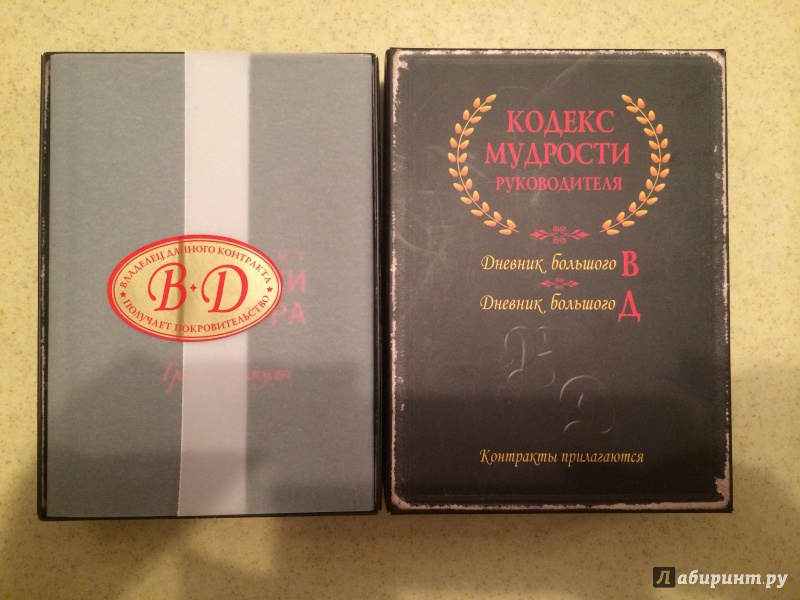 ВЛАДЕЛЕЦ ДАННОГО КОНТРАКТА
B·D
ПОЛУЧАЕТ ПОКРОВИТЕЛЬСТВО
КОДЕКС
МУДРОСТИ
РУКОВОДИТЕЛЯ
Дневник большого В
Дневник большого Д
Контракты прилагаются
Лабиринт.ру